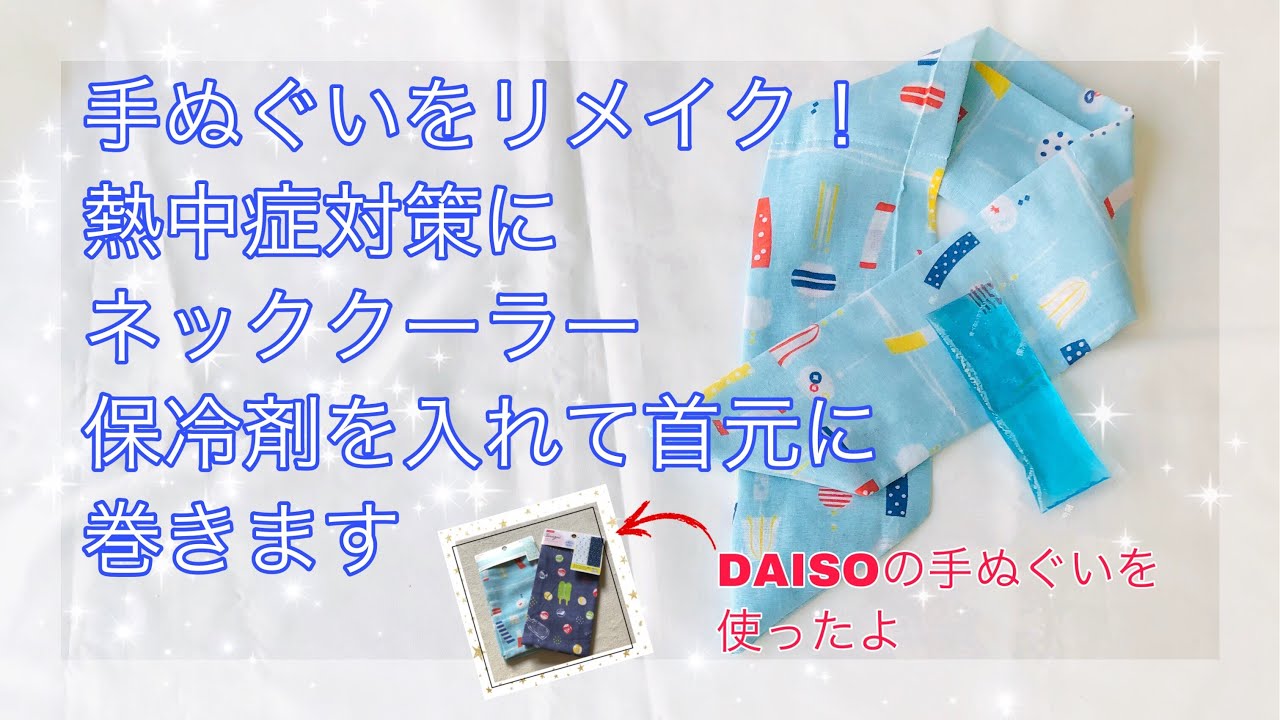 手ぬぐいをリメイク！
熱中症対策に
ネッククーラー
保冷剤を入れて首元に
巻きます
DAISOの手ぬぐいを
使ったよ